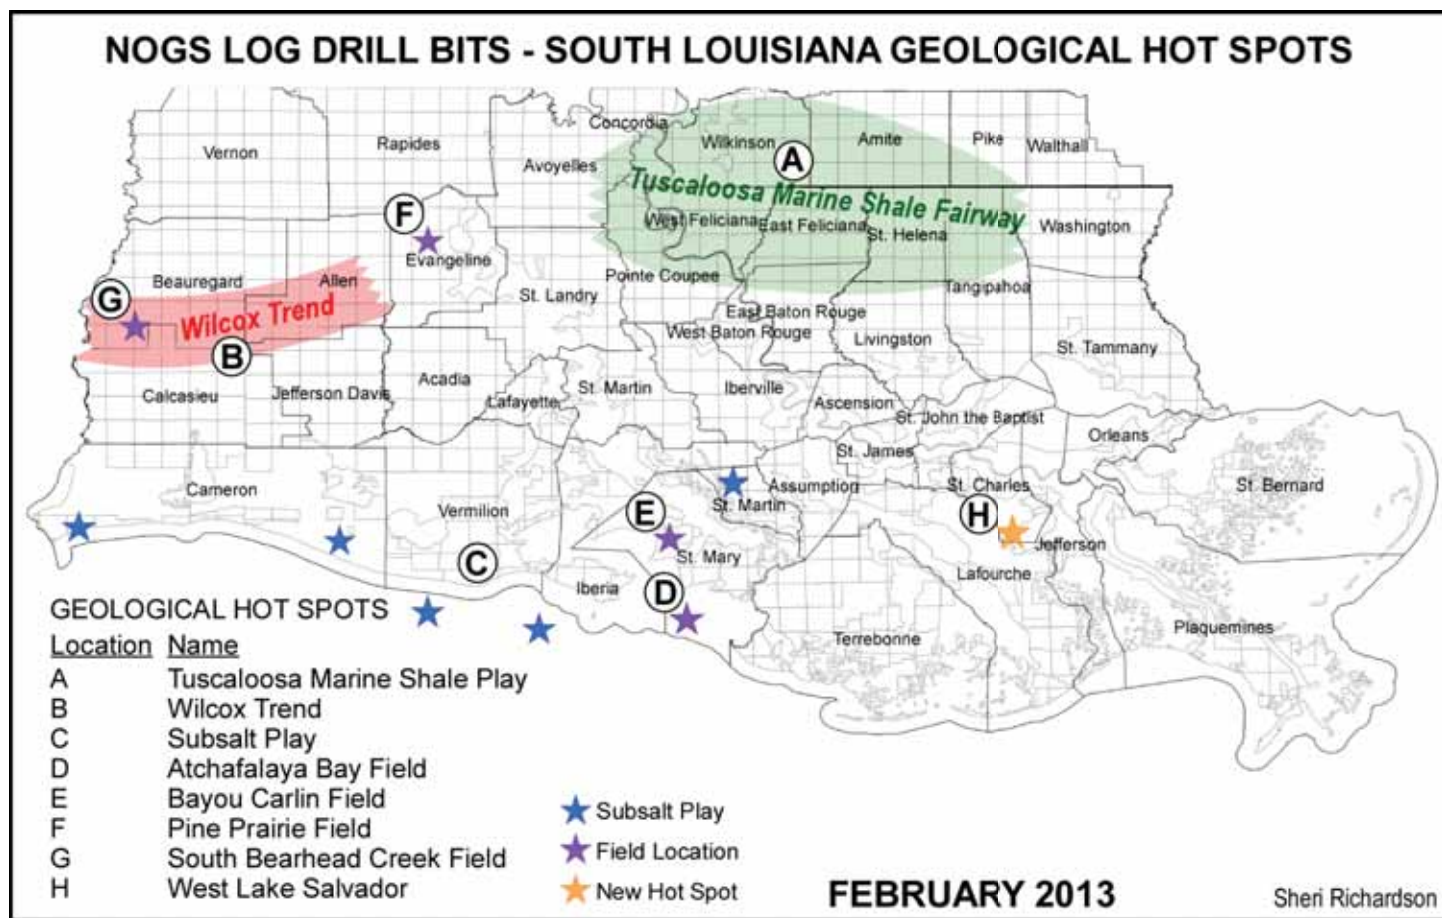 NOGS LOG DRILL BITS - SOUTH LOUISIANA GEOLOGICAL HOT SPOTS
Concordia
Vernon
Rapides
Avoyelles
Wilkinson
A
Amite
Pike
Walthall
Tuscaloosa Marine Shale Fairway
F
West Feliciana
East Feliciana
St. Helena
Washington
Evangeline
Beauregard
Allen
Pointe Coupee
Tangipahoa
G
St. Landry
Wilcox Trend
East Baton Rouge
West Baton Rouge
Livingston
St. Tammany
B
Calcasieu
Jefferson Davis
Acadia
Lafayette
St. Martin
Iberville
Ascension
St. John the Baptist
Orleans
St. James
Cameron
Vermilion
Assumption
St. Charles
St. Bernard
St. Martin
E
H
Jefferson
St. Mary
C
Iberia
D
Lafourche
Terrebonne
Plaquemines
GEOLOGICAL HOT SPOTS
Location Name
A Tuscaloosa Marine Shale Play
B Wilcox Trend
C Subsalt Play
D Atchafalaya Bay Field
E Bayou Carlin Field
F Pine Prairie Field
G South Bearhead Creek Field
H West Lake Salvador
Subsalt Play
Field Location
New Hot Spot
FEBRUARY 2013
Sheri Richardson